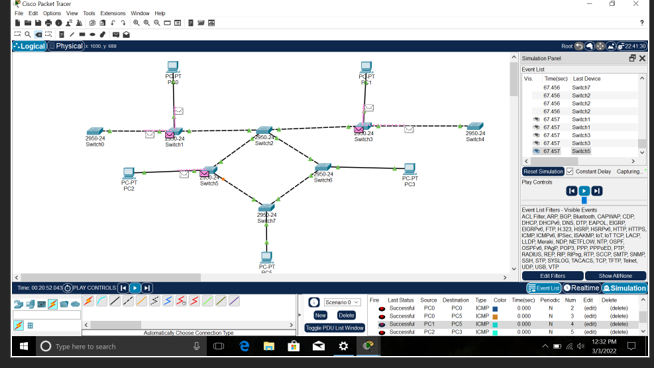 Cisco Packet Tracer
File Edit Options View Tools Extensions Window Help
Logical Physical x: 1000, y: 688
Root 22:41:30
PC-PT
PC0
PC-PT
PC1
2950-24
Switch0
2950-24
Switch1
2950-24
Switch2
2950-24
Switch3
2950-24
Switch4
PC-PT
PC2
2950-24
Switch5
2950-24
Switch6
PC-PT
PC3
2950-24
Switch7
PC-PT
Simulation Panel
Event List
Vis. Time(sec) Last Device
67.456 Switch7
67.456 Switch2
67.456 Switch2
67.456 Switch2
67.457 Switch1
67.457 Switch1
67.457 Switch3
67.457 Switch3
67.457 Switch5
Reset Simulation Constant Delay Capturing...
Play Controls
Event List Filters - Visible Events
ACL Filter, ARP, BGP, Bluetooth, CAPWAP, CDP,
DHCP, DHCPv6, DNS, DTP, EAPOL, EIGRP,
EIGRPv6, FTP, H.323, HSRP, HSRPv6, HTTP, HTTPS,
ICMP, ICMPv6, IPSec, ISAKMP, IoT, IoT TCP, LACP,
LLDP, Meraki, NDP, NETFLOW, NTP, OSPF,
OSPFv6, PAgP, POP3, PPP, PPPoED, PTP,
RADIUS, REP, RIP, RIPng, RTP, SCCP, SMTP, SNMP,
SSH, STP, SYSLOG, TACACS, TCP, TFTP, Telnet,
UDP, USB, VTP
Edit Filters Show All/None
Time: 00:20:52.043 PLAY CONTROLS:
Event List Realtime Simulation
Automatically Choose Connection Type
Scenario 0
New Delete
Toggle PDU List Window
Fire Last Status Source Destination Type Color Time(sec) Periodic Num Edit Delete
Successful PC0 PC0 ICMP 0.000 N 2 (edit) (delete)
Successful PC0 PC5 ICMP 0.000 N 3 (edit) (delete)
Successful PC1 PC5 ICMP 0.000 N 4 (edit) (delete)
Successful PC2 PC3 ICMP 0.000 N 5 (edit) (delete)
Type here to search
12:32 PM
3/3/2022